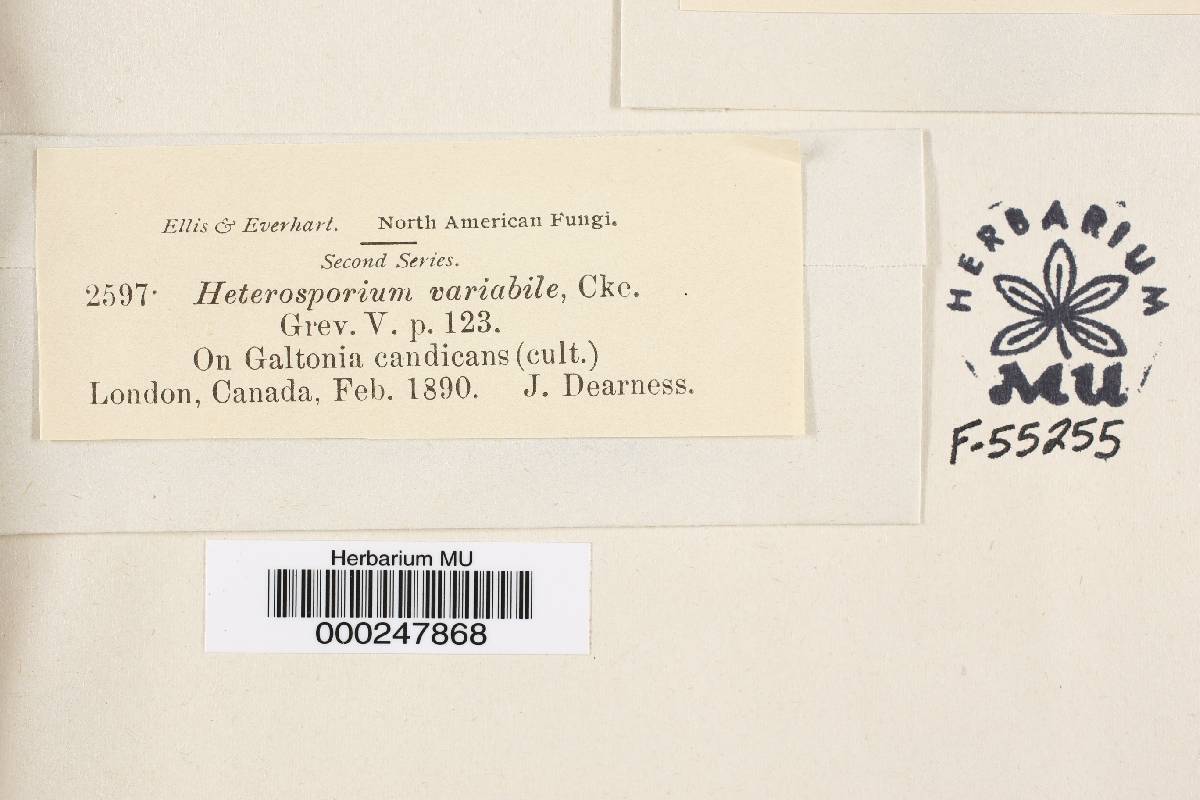 Ellis & Everhart. North American Fungi.
Second Series.
2597. Heterosporium variabile, Cke.
Grev. V. p. 123.
On Galtonia candicans (cult.)
London, Canada, Feb. 1890. J. Dearness.
HERBARIUM
MU
F-55255
Herbarium MU
000247868